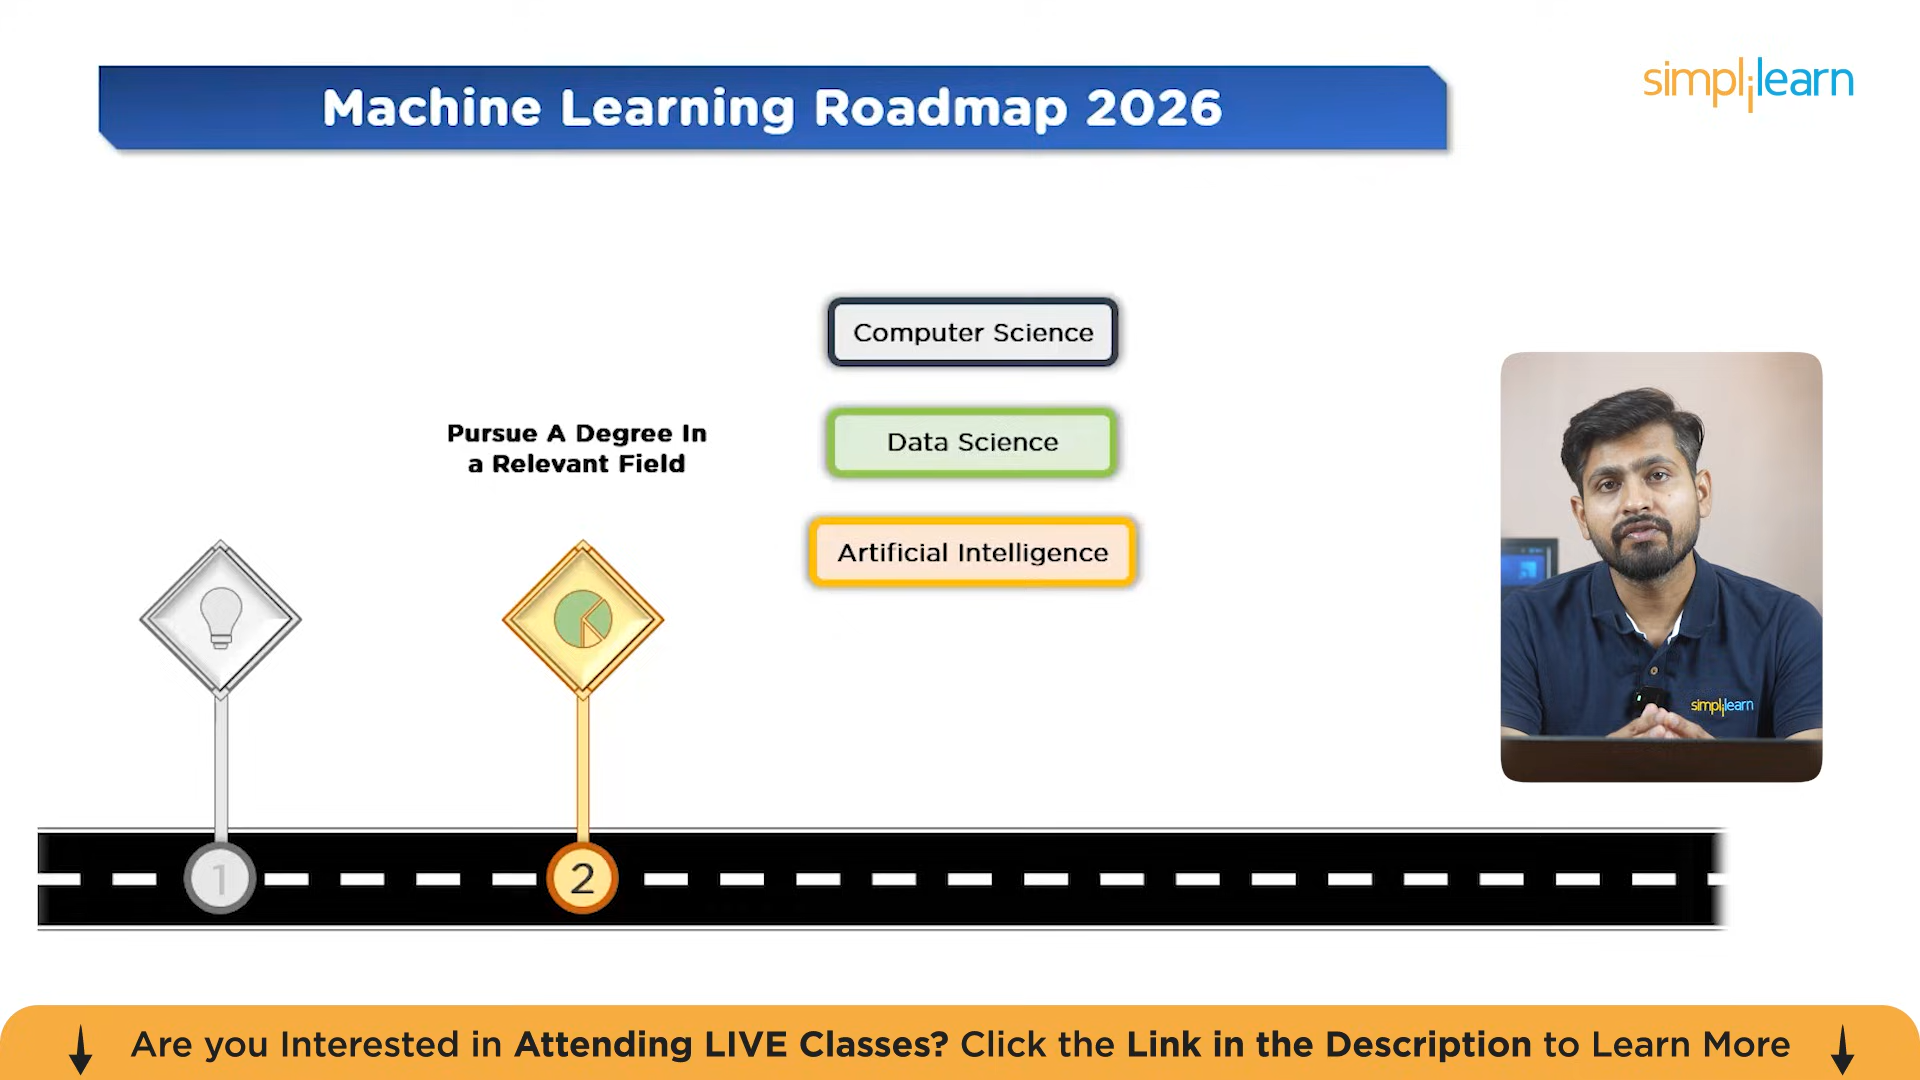 Machine Learning Roadmap 2026
simplilearn
Computer Science
Pursue A Degree In
a Relevant Field
Data Science
Artificial Intelligence
simplilearn
1
2
Are you Interested in Attending LIVE Classes? Click the Link in the Description to Learn More